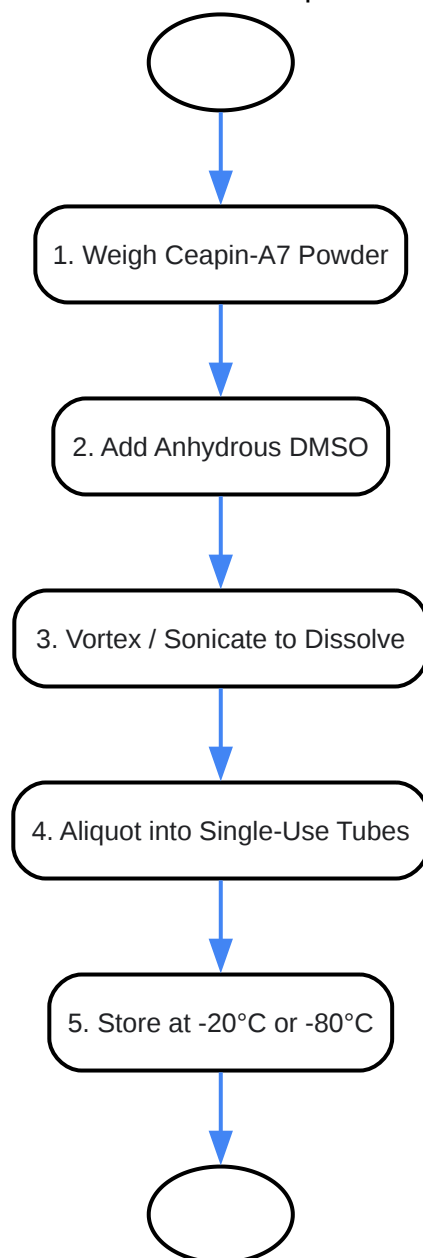 1. Weigh Ceapin-A7 Powder
2. Add Anhydrous DMSO
3. Vortex / Sonicate to Dissolve
4. Aliquot into Single-Use Tubes
5. Store at -20°C or -80°C